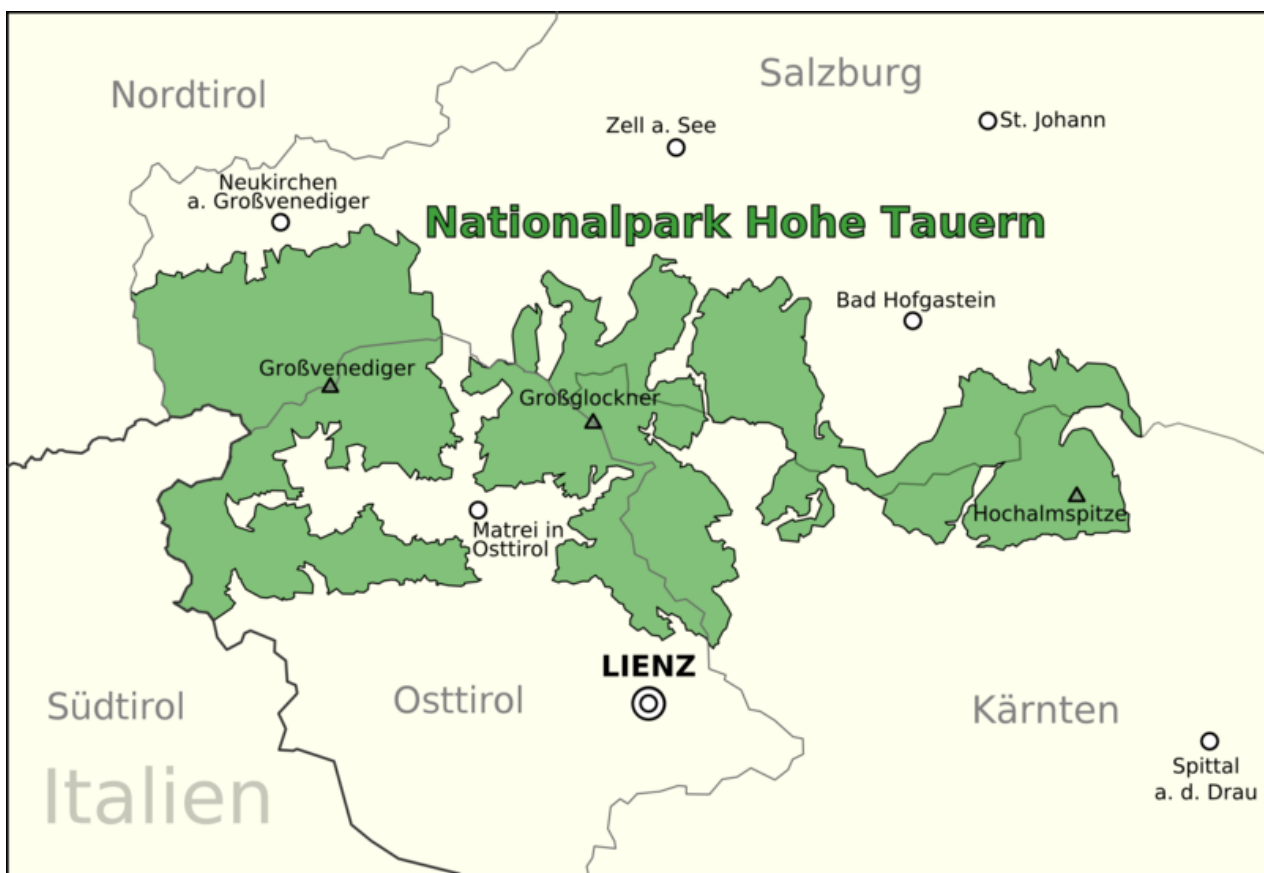 Nordtirol
Salzburg
Zell a. See
St. Johann
Neukirchen
a. Großvenediger
Nationalpark Hohe Tauern
Bad Hofgastein
Großvenediger
Großglockner
Hochalmspitze
Matrei in
Osttirol
LIENZ
Südtirol
Osttirol
Kärnten
Italien
Spittal
a. d. Drau